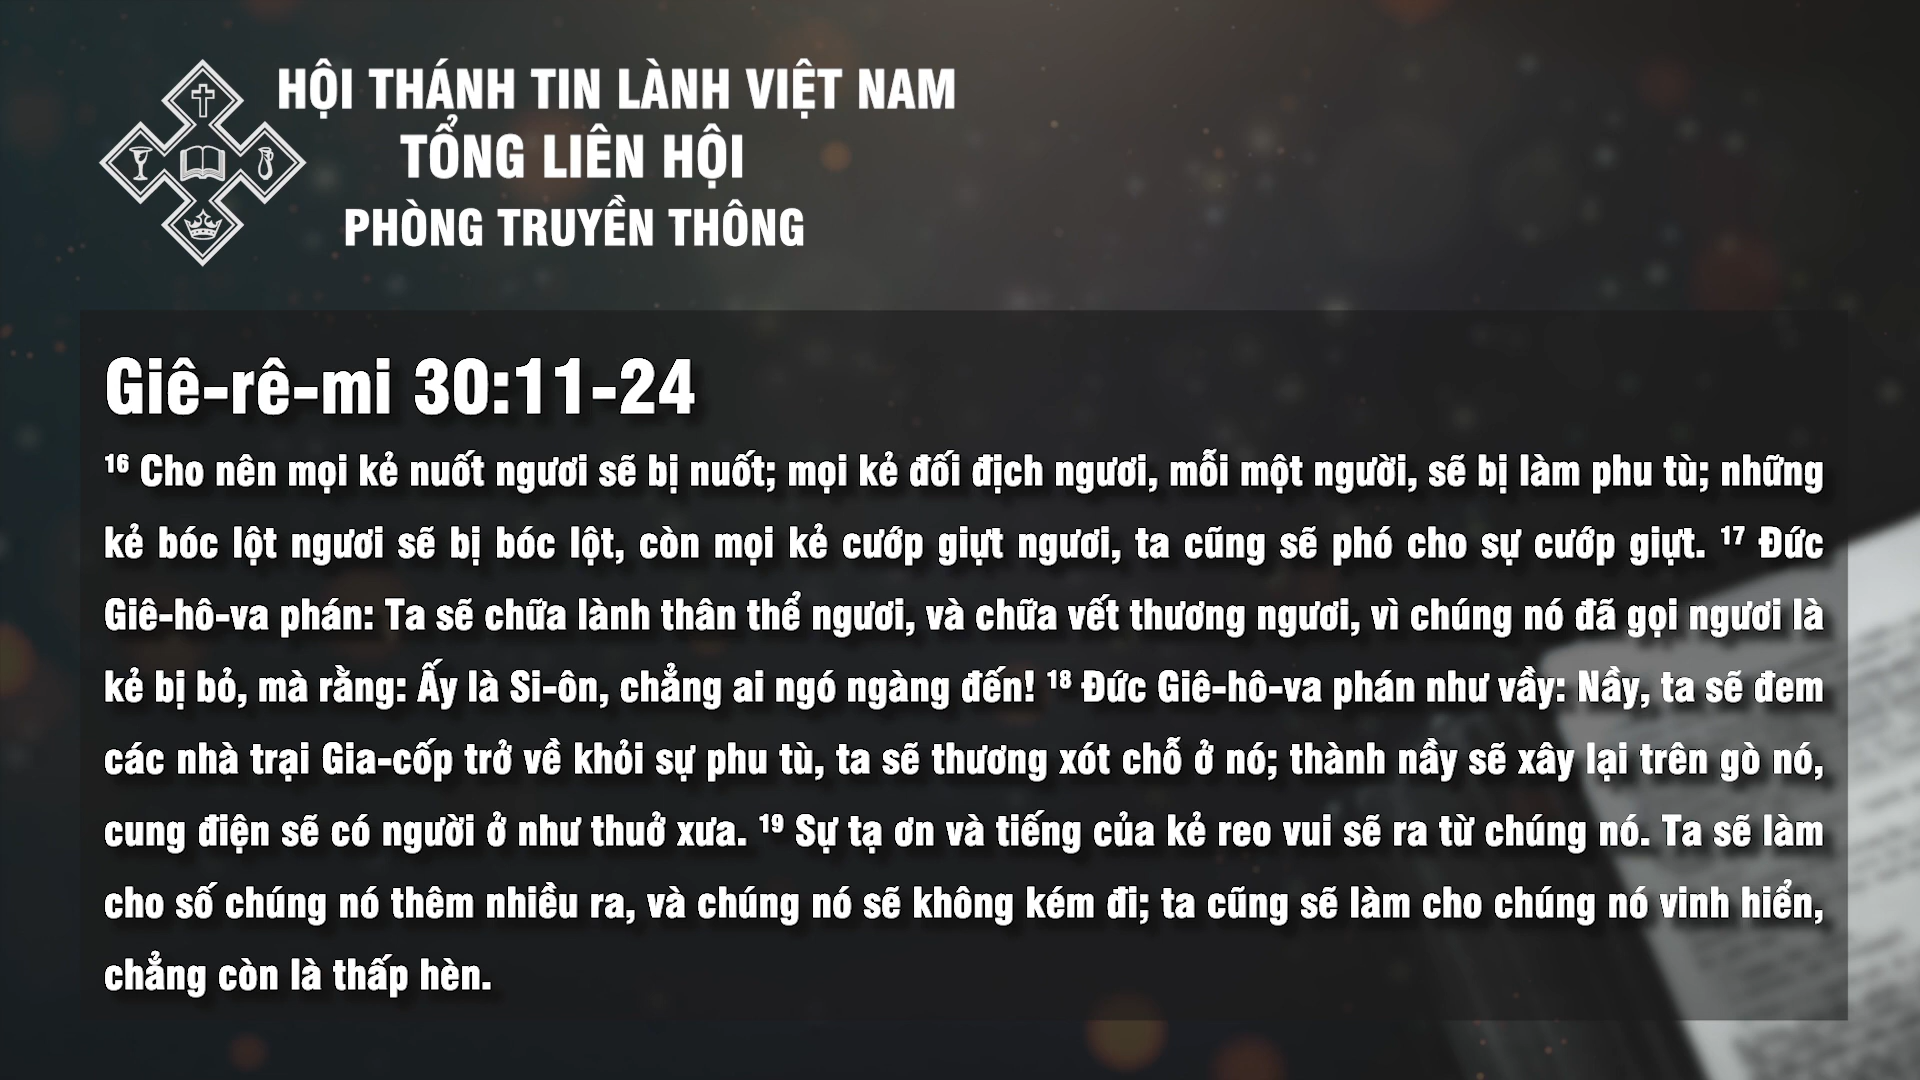 HỘI THÁNH TIN LÀNH VIỆT NAM
TỔNG LIÊN HỘI
PHÒNG TRUYỀN THÔNG
Giê-rê-mi 30:11-24
¹⁶ Cho nên mọi kẻ nuốt ngươi sẽ bị nuốt; mọi kẻ đối địch ngươi, mỗi một người, sẽ bị làm phu tù; những
kẻ bóc lột ngươi sẽ bị bóc lột, còn mọi kẻ cướp giựt ngươi, ta cũng sẽ phó cho sự cướp giựt. ¹⁷ Đức
Giê-hô-va phán: Ta sẽ chữa lành thân thể ngươi, và chữa vết thương ngươi, vì chúng nó đã gọi ngươi là
kẻ bị bỏ, mà rằng: Ấy là Si-ôn, chẳng ai ngó ngàng đến! ¹⁸ Đức Giê-hô-va phán như vầy: Nầy, ta sẽ đem
các nhà trại Gia-cốp trở về khỏi sự phu tù, ta sẽ thương xót chỗ ở nó; thành nầy sẽ xây lại trên gò nó,
cung điện sẽ có người ở như thuở xưa. ¹⁹ Sự tạ ơn và tiếng của kẻ reo vui sẽ ra từ chúng nó. Ta sẽ làm
cho số chúng nó thêm nhiều ra, và chúng nó sẽ không kém đi; ta cũng sẽ làm cho chúng nó vinh hiển,
chẳng còn là thấp hèn.